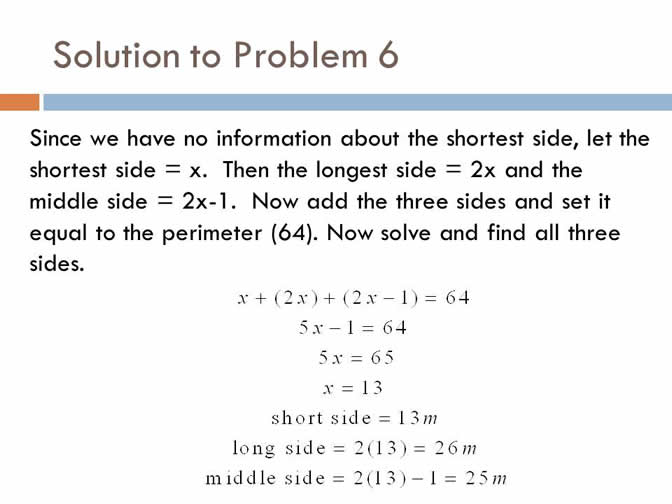 Solution to Problem 6
Since we have no information about the shortest side, let the
shortest side = x. Then the longest side = 2x and the
middle side = 2x-1. Now add the three sides and set it
equal to the perimeter (64). Now solve and find all three
sides.
x + (2x) + (2x − 1) = 64
5x − 1 = 64
5x = 65
x = 13
short side = 13m
long side = 2(13) = 26m
middle side = 2(13) − 1 = 25m